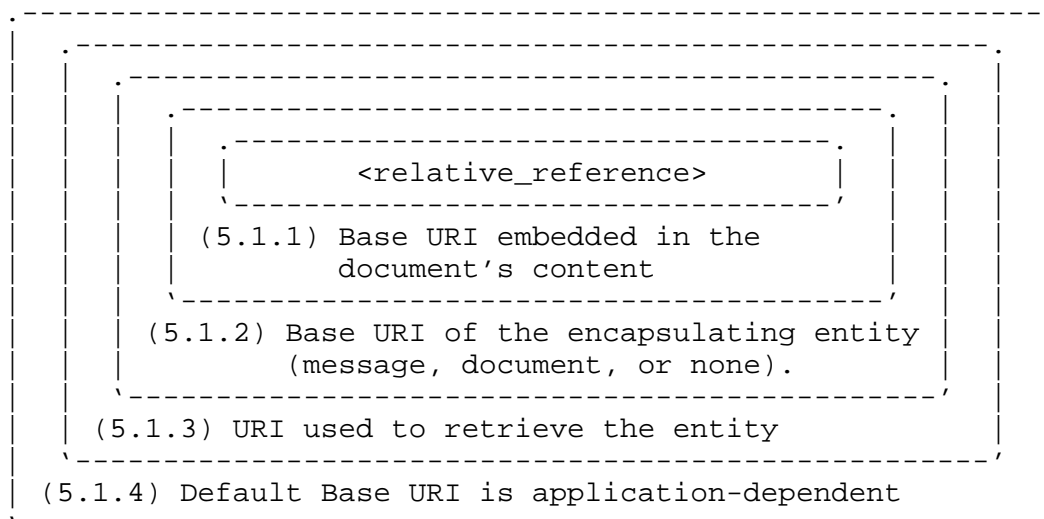 <relative_reference>
(5.1.1) Base URI embedded in the
document's content
(5.1.2) Base URI of the encapsulating entity
(message, document, or none).
(5.1.3) URI used to retrieve the entity
(5.1.4) Default Base URI is application-dependent